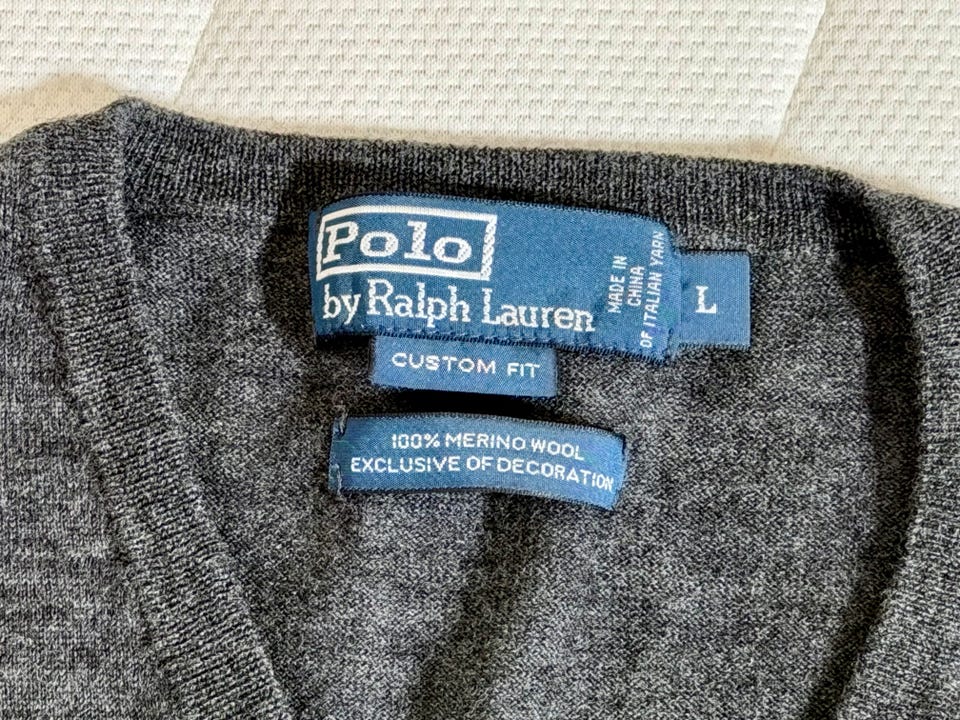 Polo
by Ralph Lauren
MADE IN
CHINA
OF ITALIAN YARN
L
CUSTOM FIT
100% MERINO WOOL
EXCLUSIVE OF DECORATION